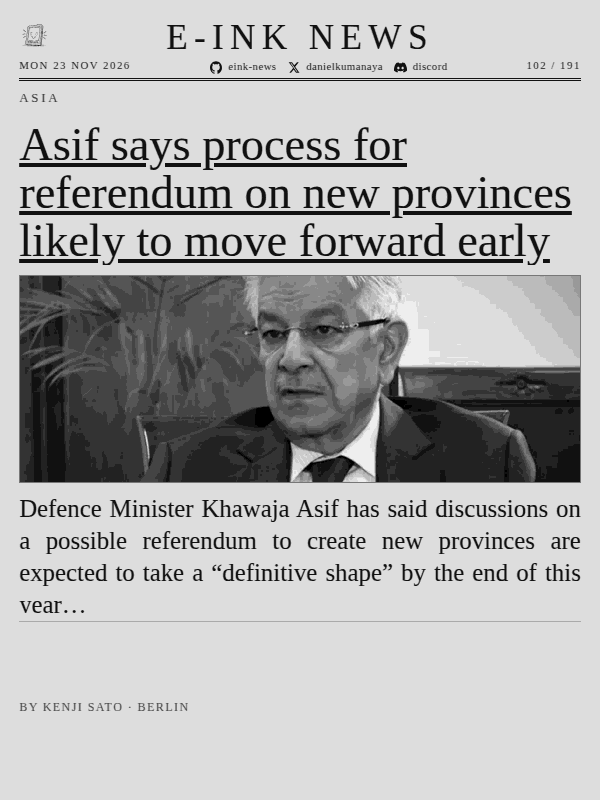 E-INK NEWS
MON 23 NOV 2026
eink-news danielkumanaya discord
102 / 191
ASIA
Asif says process for
referendum on new provinces
likely to move forward early
Defence Minister Khawaja Asif has said discussions on
a possible referendum to create new provinces are
expected to take a “definitive shape” by the end of this
year…
BY KENJI SATO · BERLIN